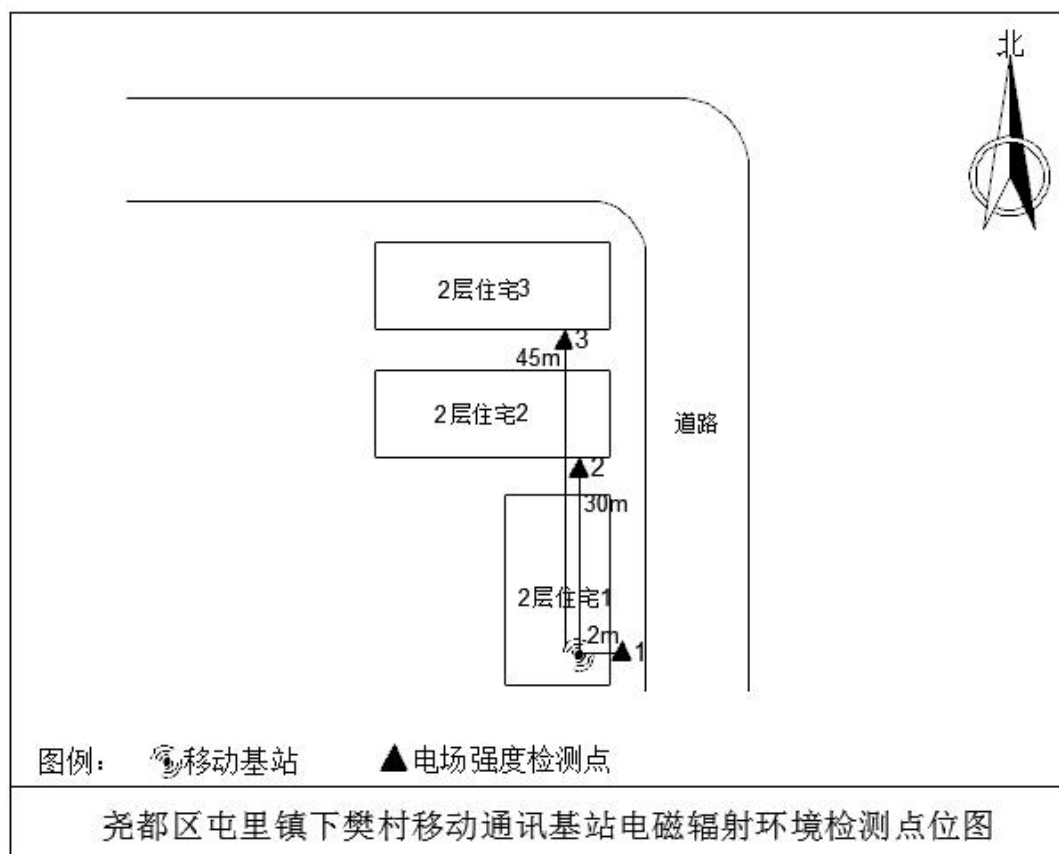 北
2层住宅3
3
45m
2层住宅2
道路
2
30m
2层住宅1
2m
1
图例： 移动基站 电场强度检测点
尧都区屯里镇下樊村移动通讯基站电磁辐射环境检测点位图